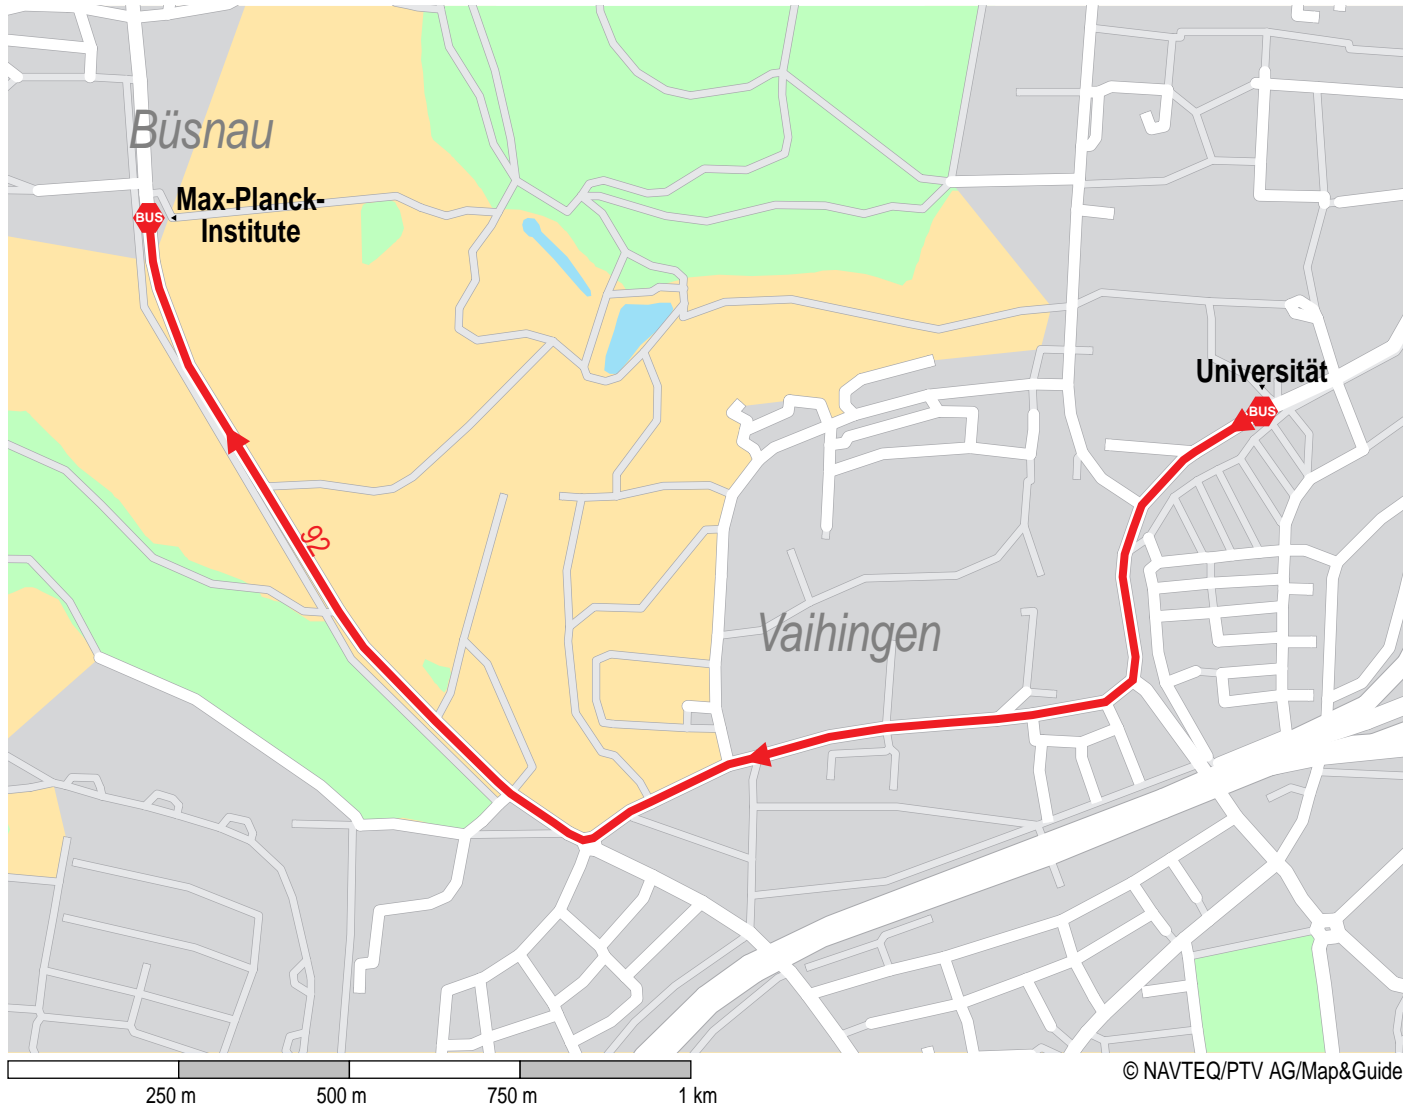 Büsnau
BUS
Max-Planck-
Institute
Universität
BUS
92
Vaihingen
250 m
500 m
750 m
1 km
© NAVTEQ/PTV AG/Map&Guide